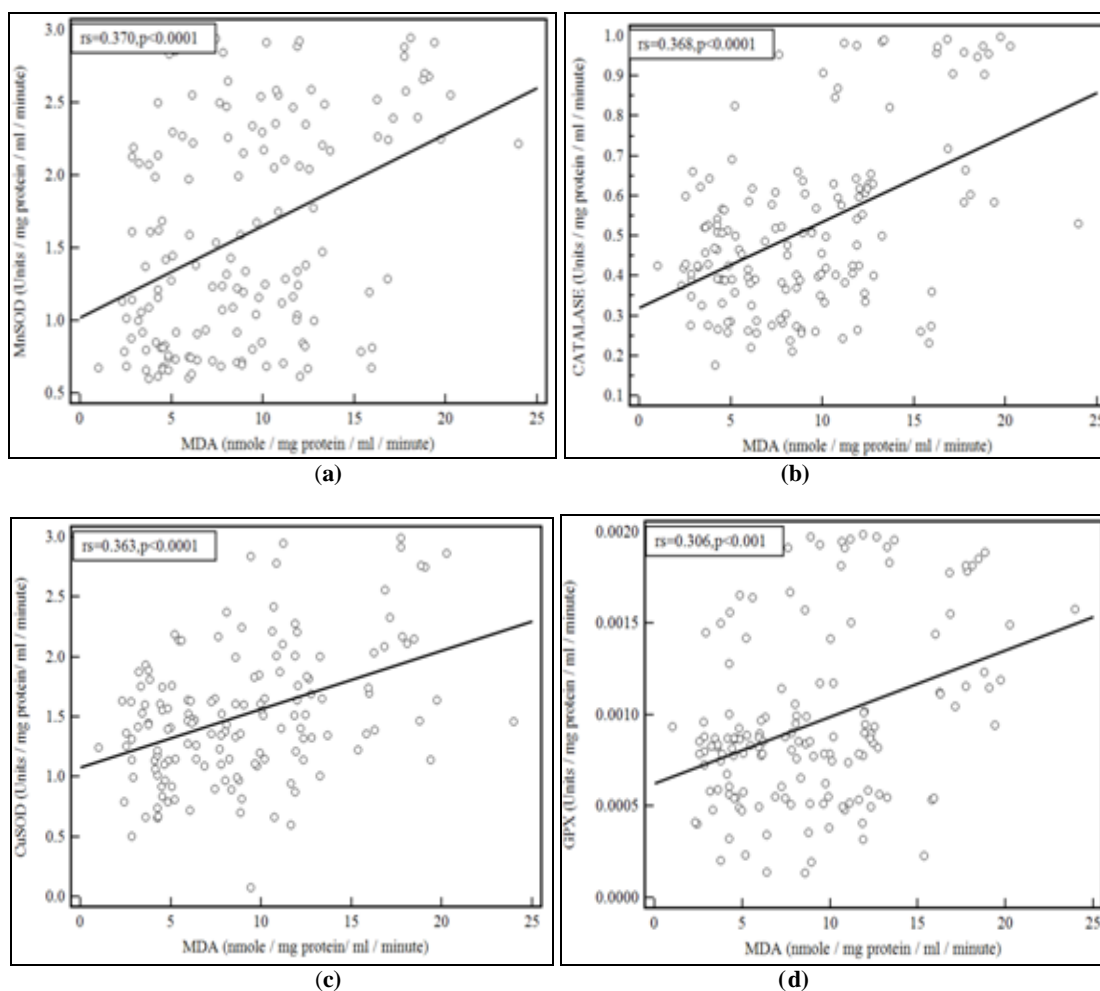 rs=0.370,p<0.0001
MnSOD (Units / mg protein / ml / minute)
3.0
2.5
2.0
1.5
1.0
0.5
0 5 10 15 20 25
MDA (nmole / mg protein / ml / minute)
(a)
rs=0.368,p<0.0001
CATALASE (Units / mg protein / ml / minute)
1.0
0.9
0.8
0.7
0.6
0.5
0.4
0.3
0.2
0.1
0 5 10 15 20 25
MDA (nmole / mg protein/ ml / minute)
(b)
rs=0.363,p<0.0001
CuSOD (Units / mg protein/ ml / minute)
3.0
2.5
2.0
1.5
1.0
0.5
0.0
0 5 10 15 20 25
MDA (nmole / mg protein/ ml / minute)
(c)
rs=0.306,p<0.001
GPX (Units / mg protein / ml / minute)
0.0020
0.0015
0.0010
0.0005
0.0000
0 5 10 15 20 25
MDA (nmole / mg protein / ml / minute)
(d)